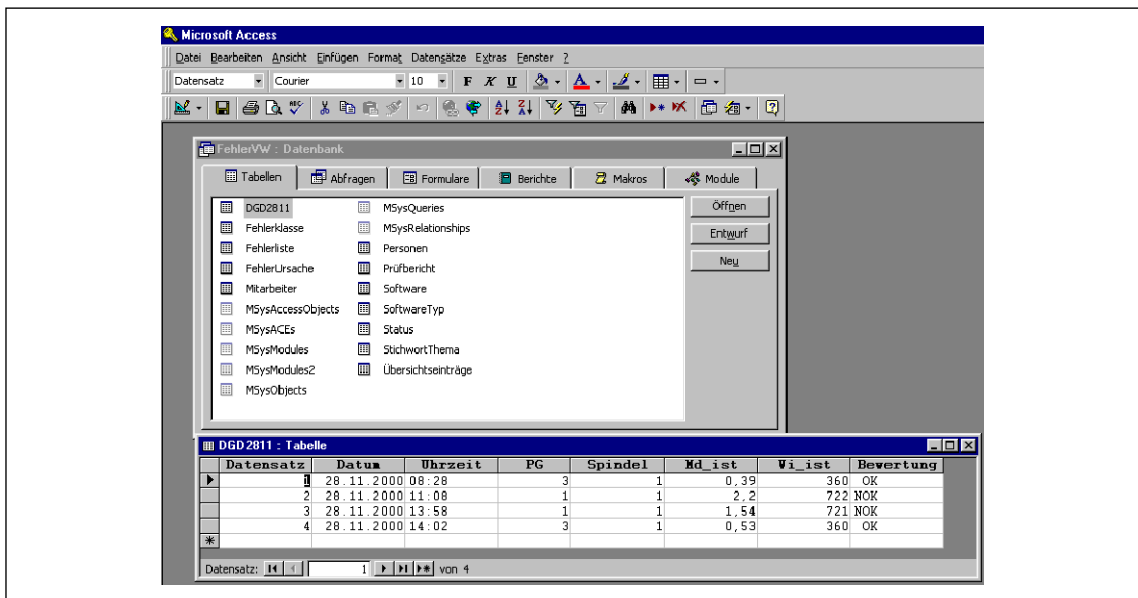 Microsoft Access
Datei Bearbeiten Ansicht Einfügen Format Datensätze Extras Fenster ?
Datensatz Courier 10 F K U
FehlerVW : Datenbank
Tabellen Abfragen Formulare Berichte Makros Module
DGD2811 MSysQueries Öffnen
Fehlerklasse MSysRelationships Entwurf
Fehlerliste Personen Neu
FehlerUrsache Prüfbericht
Mitarbeiter Software
MSysAccessObjects SoftwareTyp
MSysACEs Status
MSysModules StichwortThema
MSysModules2 Übersichtseinträge
MSysObjects
DGD2811 : Tabelle
Datensatz Datum Uhrzeit PG Spindel Md_ist Wi_ist Bewertung
1 28.11.2000 08:28 3 1 0,39 360 OK
2 28.11.2000 11:08 1 1 2,2 722 NOK
3 28.11.2000 13:58 1 1 1,54 721 NOK
4 28.11.2000 14:02 3 1 0,53 360 OK
Datensatz: 1 von 4